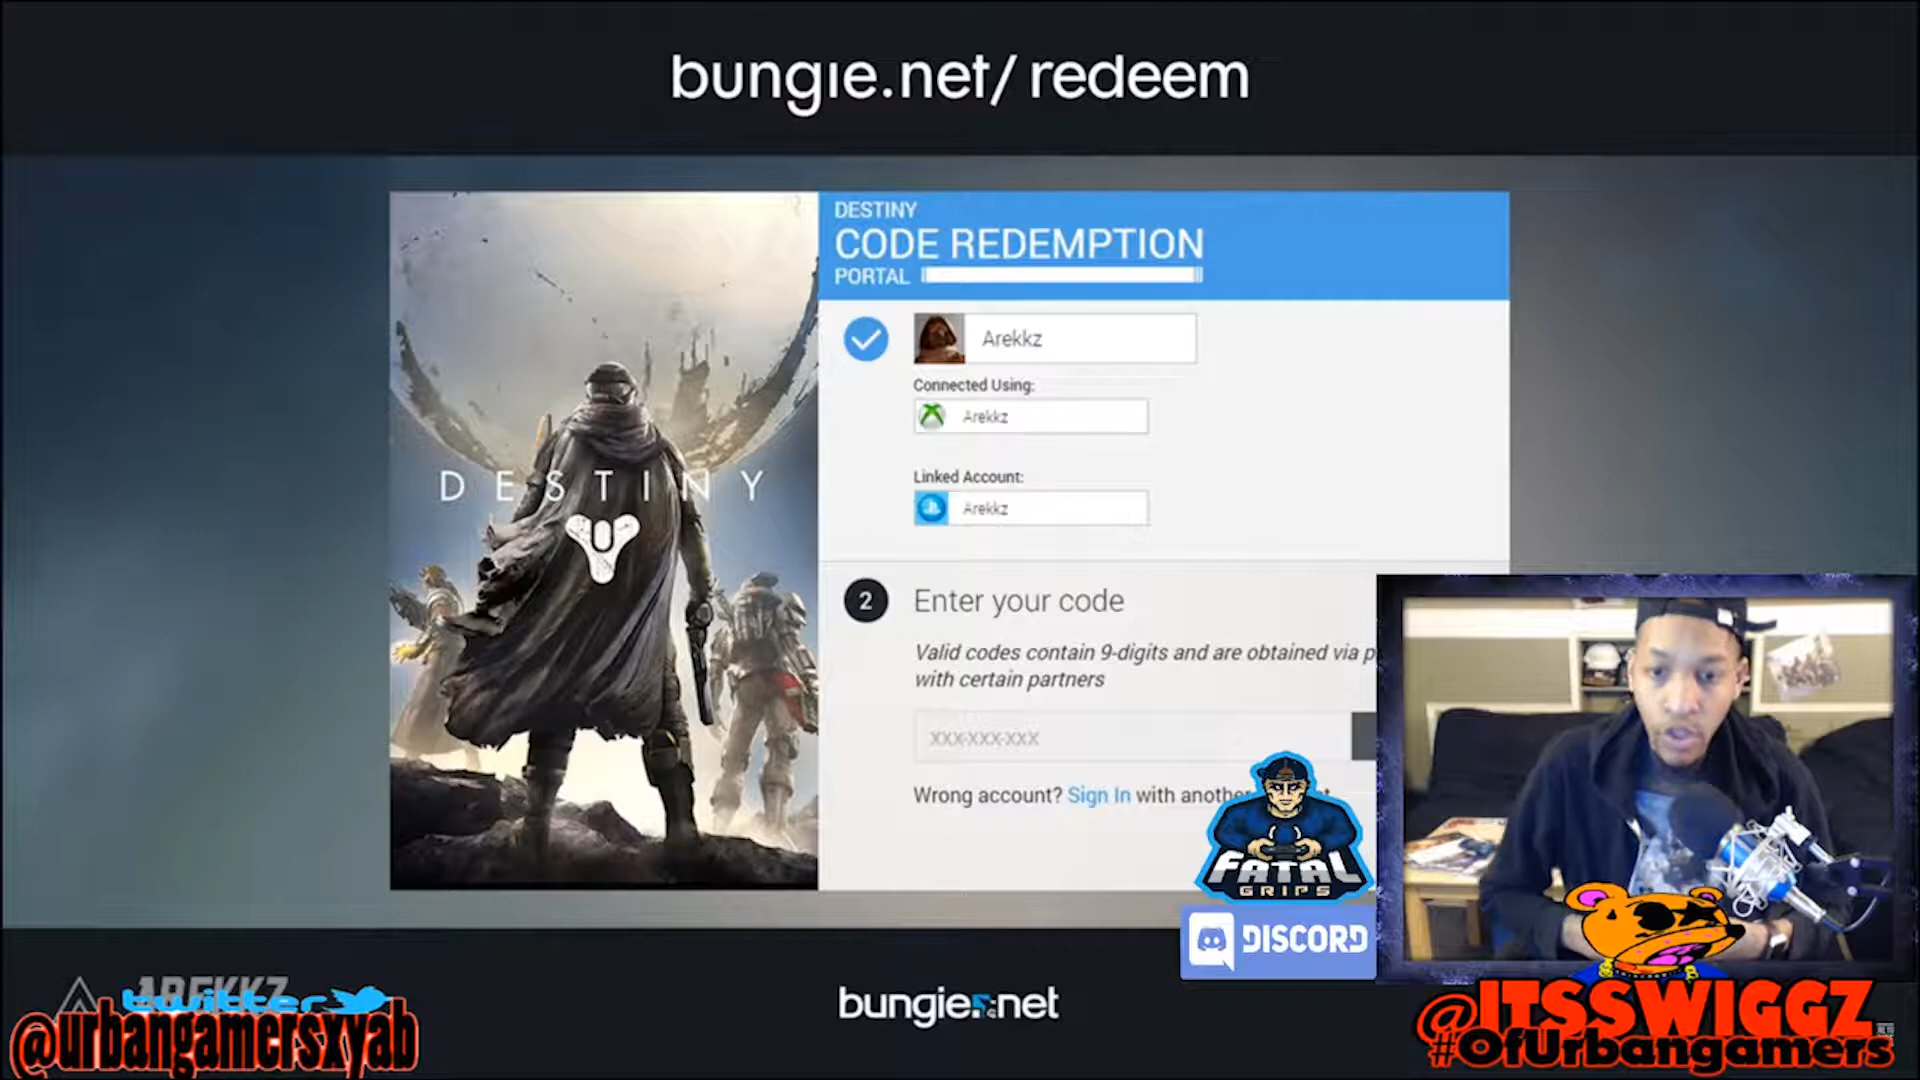 bungie.net/redeem
DESTINY
CODE REDEMPTION
PORTAL
Arekkz
Connected Using:
Arekkz
Linked Account:
Arekkz
DESTINY
2 Enter your code
Valid codes contain 9-digits and are obtained via
with certain partners
XXX-XXX-XXX
Wrong account? Sign In with another
FATAL
GRIPS
DISCORD
AREKKZ
twitter
@urbangamersxyab
bungie.net
@ITSSWIGGZ
#OfUrbangamers